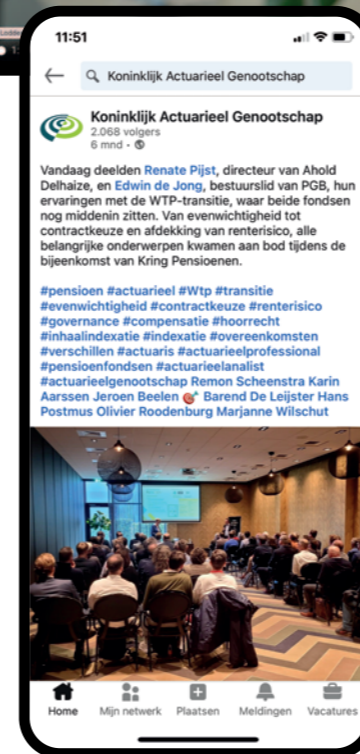 11:51
Koninklijk Actuarieel Genootschap
Koninklijk Actuarieel Genootschap
2.068 volgers
6 mnd •
Vandaag deelden Renate Pijst, directeur van Ahold
Delhaize, en Edwin de Jong, bestuurslid van PGB, hun
ervaringen met de WTP-transitie, waar beide fondsen
nog middenin zitten. Van evenwichtigheid tot
contractkeuze en afdekking van renterisico, alle
belangrijke onderwerpen kwamen aan bod tijdens de
bijeenkomst van Kring Pensioenen.
#pensioen #actuarieel #Wtp #transitie
#evenwichtigheid #contractkeuze #renterisico
#governance #compensatie #hoorrecht
#inhaalindexatie #indexatie #overeenkomsten
#verschillen #actuaris #actuarieelprofessional
#pensioenfondsen #actuarieelanalist
#actuarieelgenootschap Remon Scheenstra Karin
Aarssen Jeroen Beelen 🎯 Barend De Leijster Hans
Postmus Olivier Roodenburg Marjanne Wilschut
Home Mijn netwerk Plaatsen Meldingen Vacatures